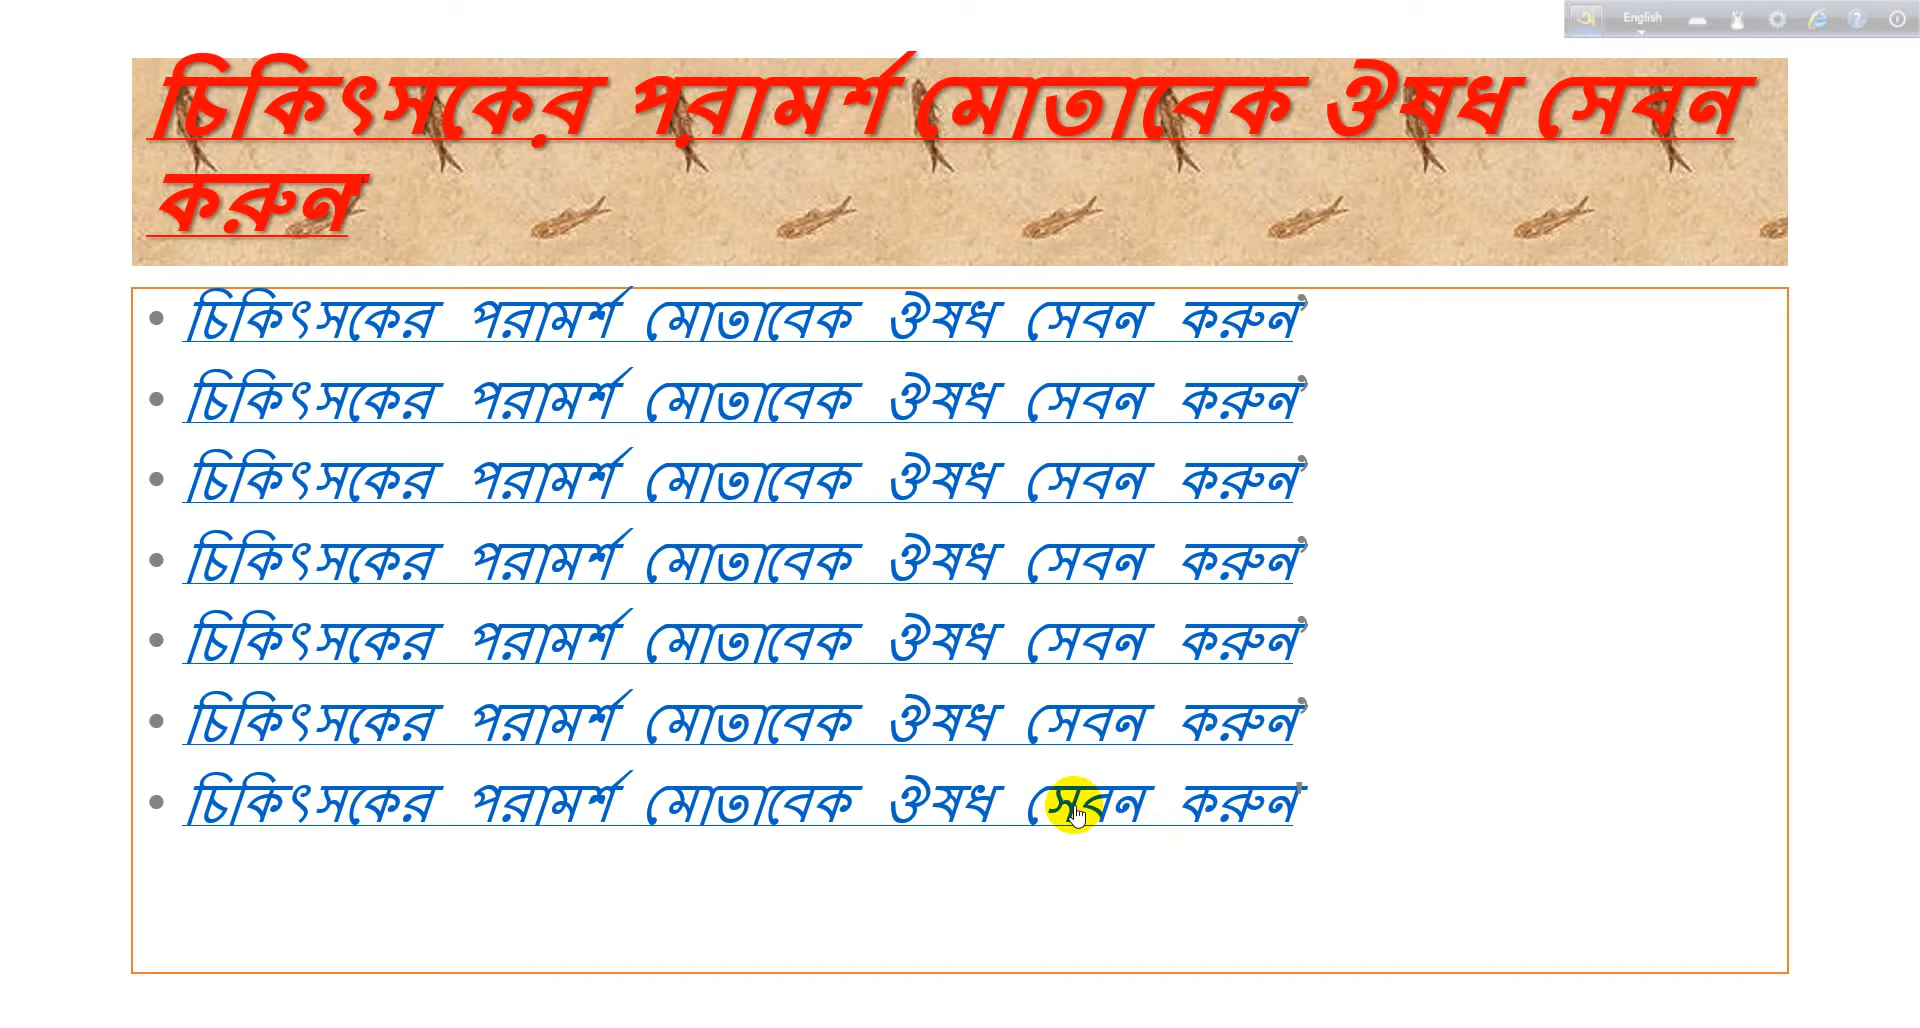 English
চিকিৎসকের পরামর্শ মোতাবেক ঔষধ সেবন
করুন
• চিকিৎসকের পরামর্শ মোতাবেক ঔষধ সেবন করুন’
• চিকিৎসকের পরামর্শ মোতাবেক ঔষধ সেবন করুন’
• চিকিৎসকের পরামর্শ মোতাবেক ঔষধ সেবন করুন’
• চিকিৎসকের পরামর্শ মোতাবেক ঔষধ সেবন করুন’
• চিকিৎসকের পরামর্শ মোতাবেক ঔষধ সেবন করুন’
• চিকিৎসকের পরামর্শ মোতাবেক ঔষধ সেবন করুন’
• চিকিৎসকের পরামর্শ মোতাবেক ঔষধ সেবন করুন'